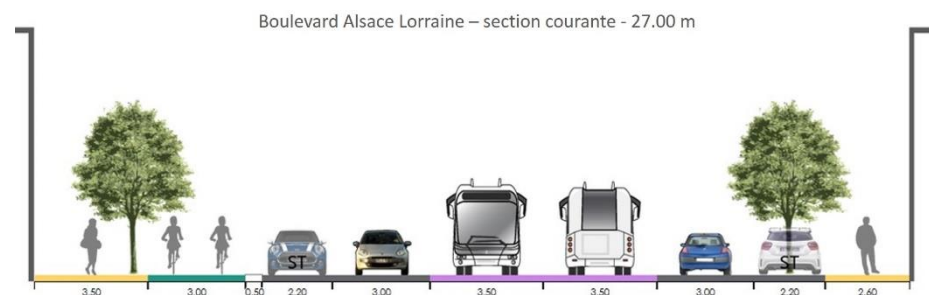 Boulevard Alsace Lorraine – section courante - 27.00 m
ST ST
3.50 3.00 0.50 2.20 3.00 3.50 3.50 3.00 2.20 2.60